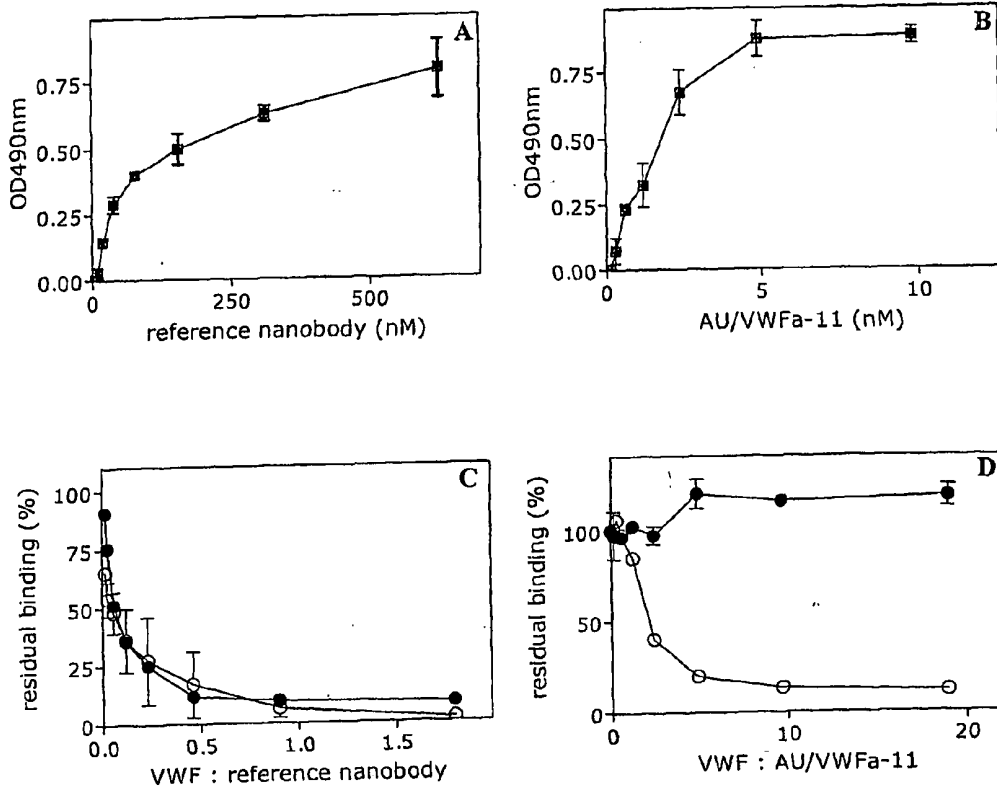 A
0.75
0.50
0.25
0.00
OD490nm
0
250
500
reference nanobody (nM)
B
0.75
0.50
0.25
0.00
OD490nm
0
5
10
AU/VWFa-11 (nM)
C
100
75
50
25
0
residual binding (%)
0.0
0.5
1.0
1.5
VWF : reference nanobody
D
100
50
0
residual binding (%)
0
10
20
VWF : AU/VWFa-11